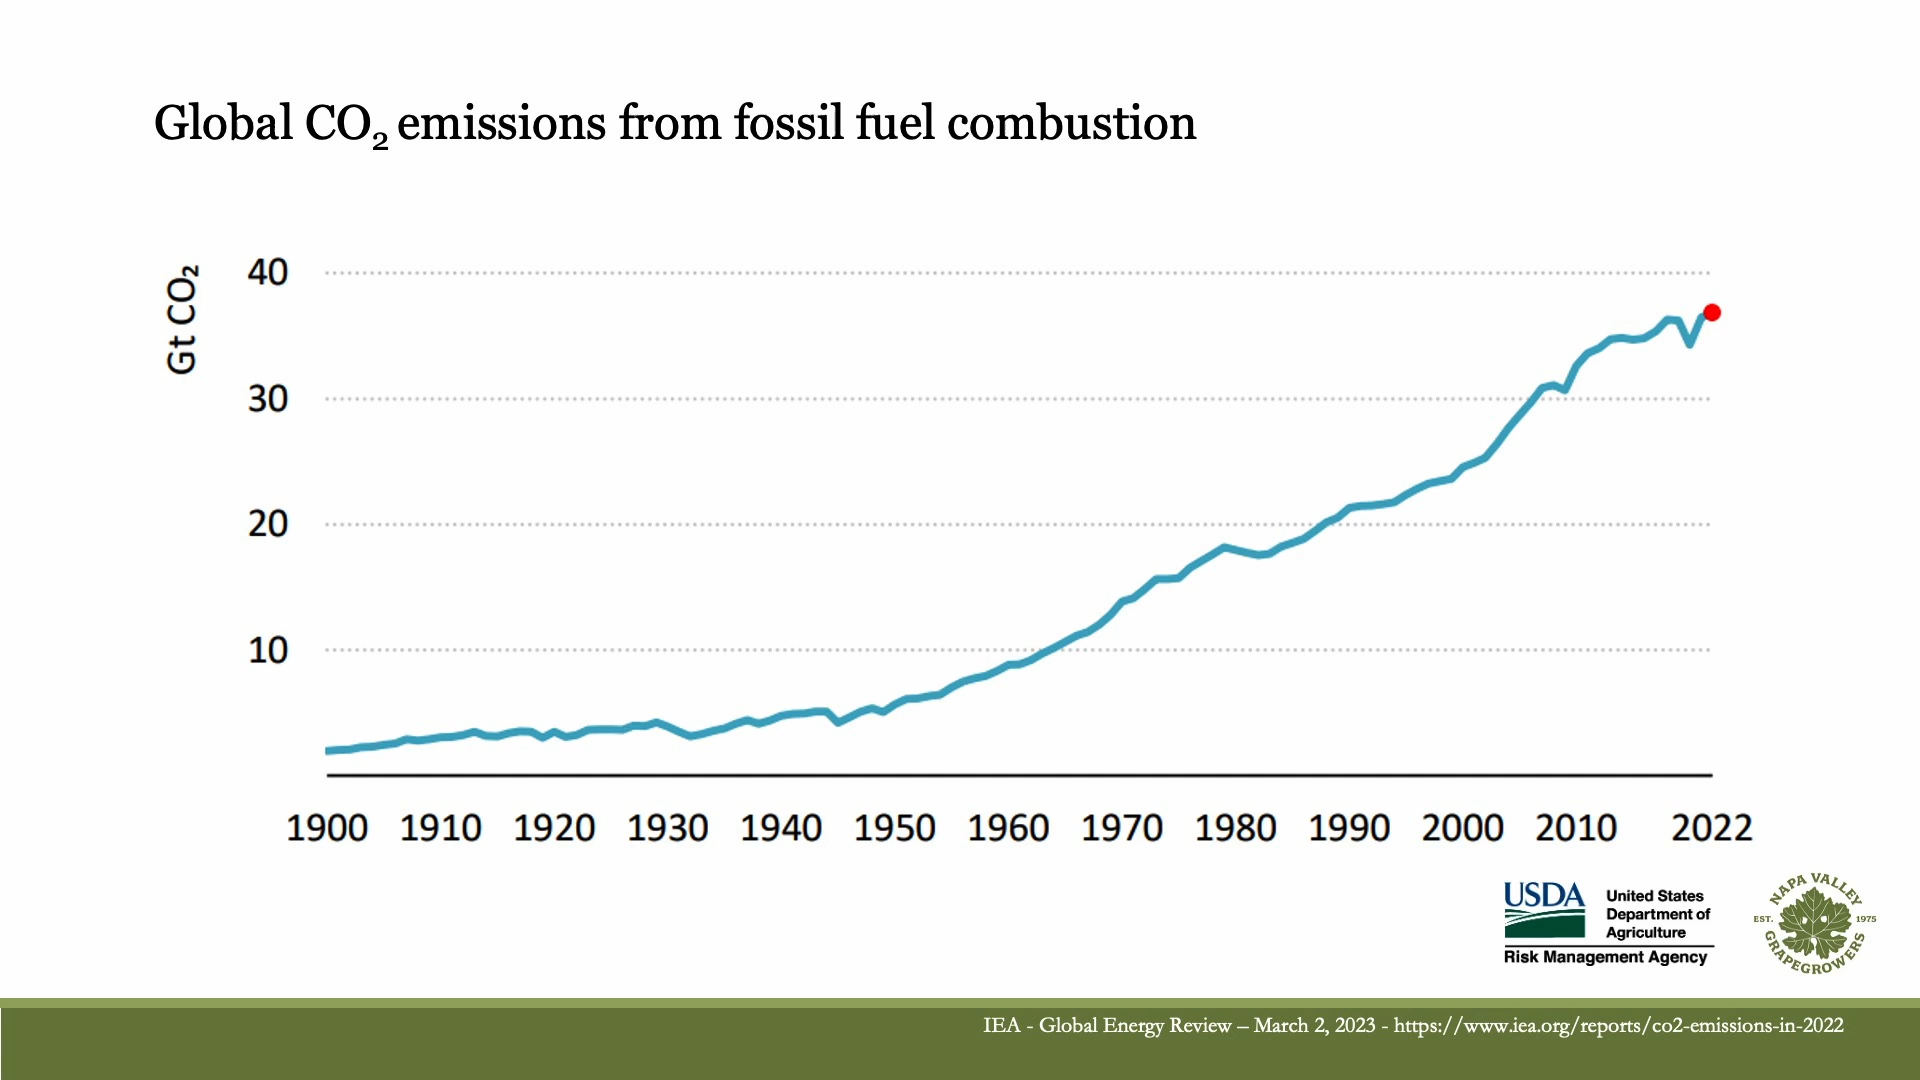 Global CO₂ emissions from fossil fuel combustion
Gt CO₂
40
30
20
10
1900 1910 1920 1930 1940 1950 1960 1970 1980 1990 2000 2010 2022
USDA
United States
Department of
Agriculture
Risk Management Agency
NAPA VALLEY
EST. 1975
GRAPEGROWERS
IEA - Global Energy Review – March 2, 2023 - https://www.iea.org/reports/co2-emissions-in-2022